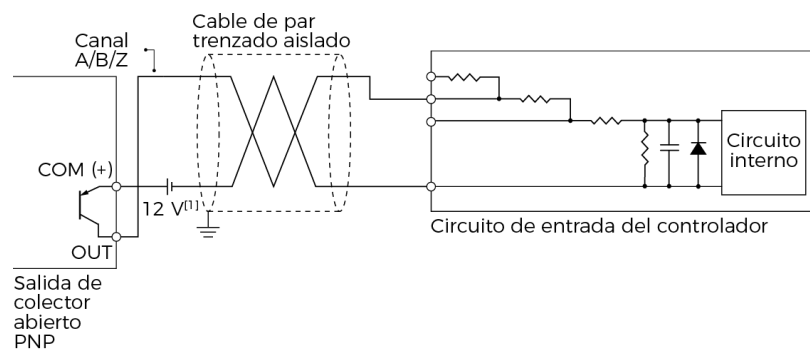 Cable de par
trenzado aislado
Canal
A/B/Z
COM (+)
12 V[1]
OUT
Circuito
interno
Circuito de entrada del controlador
Salida de
colector
abierto
PNP